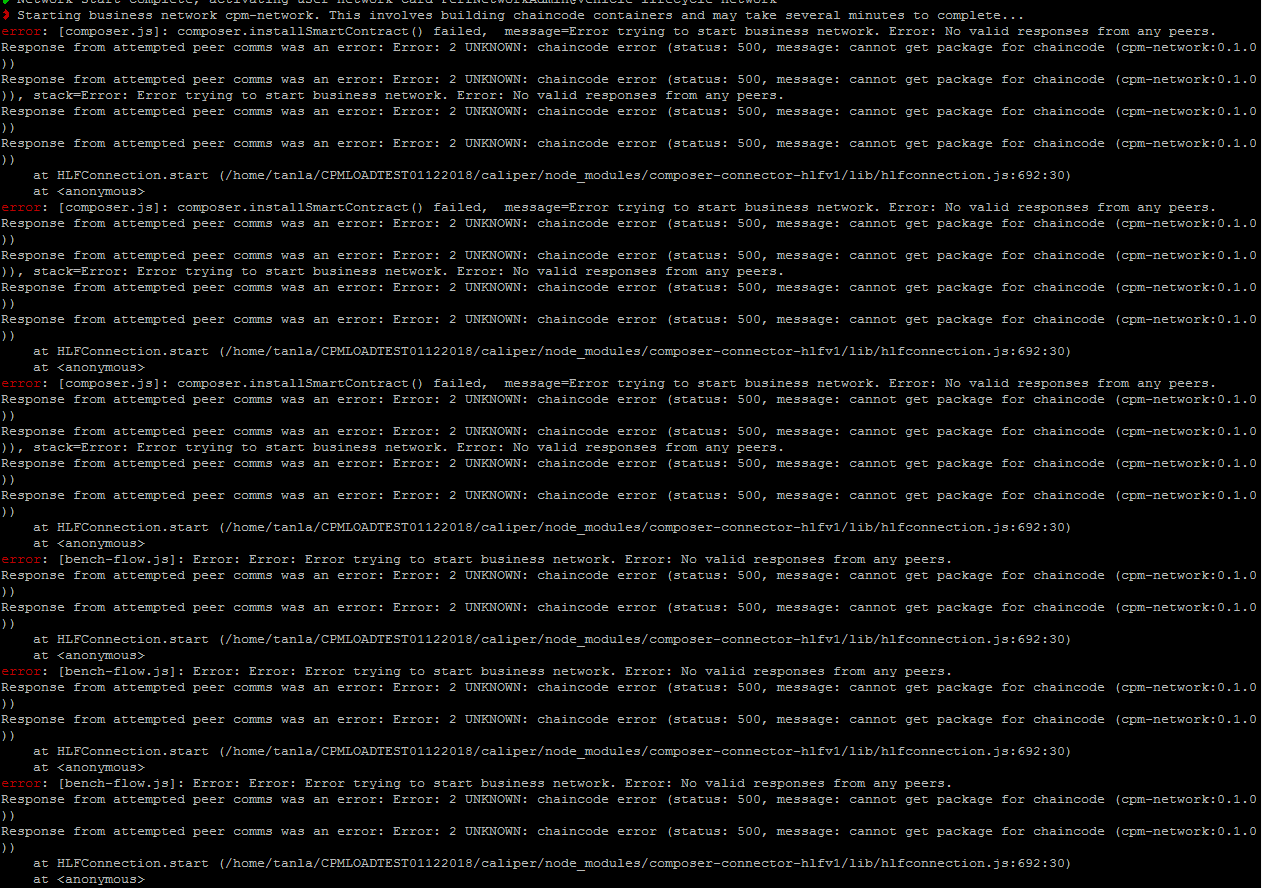 Network start complete, activating user network card PerfNetworkAdmin@vehicle-lifecycle-network
Starting business network cpm-network. This involves building chaincode containers and may take several minutes to complete...
error: [composer.js]: composer.installSmartContract() failed,  message=Error trying to start business network. Error: No valid responses from any peers.
Response from attempted peer comms was an error: Error: 2 UNKNOWN: chaincode error (status: 500, message: cannot get package for chaincode (cpm-network:0.1.0
))
Response from attempted peer comms was an error: Error: 2 UNKNOWN: chaincode error (status: 500, message: cannot get package for chaincode (cpm-network:0.1.0
)), stack=Error: Error trying to start business network. Error: No valid responses from any peers.
Response from attempted peer comms was an error: Error: 2 UNKNOWN: chaincode error (status: 500, message: cannot get package for chaincode (cpm-network:0.1.0
))
Response from attempted peer comms was an error: Error: 2 UNKNOWN: chaincode error (status: 500, message: cannot get package for chaincode (cpm-network:0.1.0
))
    at HLFConnection.start (/home/tanla/CPMLOADTEST01122018/caliper/node_modules/composer-connector-hlfv1/lib/hlfconnection.js:692:30)
    at <anonymous>
error: [composer.js]: composer.installSmartContract() failed,  message=Error trying to start business network. Error: No valid responses from any peers.
Response from attempted peer comms was an error: Error: 2 UNKNOWN: chaincode error (status: 500, message: cannot get package for chaincode (cpm-network:0.1.0
))
Response from attempted peer comms was an error: Error: 2 UNKNOWN: chaincode error (status: 500, message: cannot get package for chaincode (cpm-network:0.1.0
)), stack=Error: Error trying to start business network. Error: No valid responses from any peers.
Response from attempted peer comms was an error: Error: 2 UNKNOWN: chaincode error (status: 500, message: cannot get package for chaincode (cpm-network:0.1.0
))
Response from attempted peer comms was an error: Error: 2 UNKNOWN: chaincode error (status: 500, message: cannot get package for chaincode (cpm-network:0.1.0
))
    at HLFConnection.start (/home/tanla/CPMLOADTEST01122018/caliper/node_modules/composer-connector-hlfv1/lib/hlfconnection.js:692:30)
    at <anonymous>
error: [composer.js]: composer.installSmartContract() failed,  message=Error trying to start business network. Error: No valid responses from any peers.
Response from attempted peer comms was an error: Error: 2 UNKNOWN: chaincode error (status: 500, message: cannot get package for chaincode (cpm-network:0.1.0
))
Response from attempted peer comms was an error: Error: 2 UNKNOWN: chaincode error (status: 500, message: cannot get package for chaincode (cpm-network:0.1.0
)), stack=Error: Error trying to start business network. Error: No valid responses from any peers.
Response from attempted peer comms was an error: Error: 2 UNKNOWN: chaincode error (status: 500, message: cannot get package for chaincode (cpm-network:0.1.0
))
Response from attempted peer comms was an error: Error: 2 UNKNOWN: chaincode error (status: 500, message: cannot get package for chaincode (cpm-network:0.1.0
))
    at HLFConnection.start (/home/tanla/CPMLOADTEST01122018/caliper/node_modules/composer-connector-hlfv1/lib/hlfconnection.js:692:30)
    at <anonymous>
error: [bench-flow.js]: Error: Error: Error trying to start business network. Error: No valid responses from any peers.
Response from attempted peer comms was an error: Error: 2 UNKNOWN: chaincode error (status: 500, message: cannot get package for chaincode (cpm-network:0.1.0
))
Response from attempted peer comms was an error: Error: 2 UNKNOWN: chaincode error (status: 500, message: cannot get package for chaincode (cpm-network:0.1.0
))
    at HLFConnection.start (/home/tanla/CPMLOADTEST01122018/caliper/node_modules/composer-connector-hlfv1/lib/hlfconnection.js:692:30)
    at <anonymous>
error: [bench-flow.js]: Error: Error: Error trying to start business network. Error: No valid responses from any peers.
Response from attempted peer comms was an error: Error: 2 UNKNOWN: chaincode error (status: 500, message: cannot get package for chaincode (cpm-network:0.1.0
))
Response from attempted peer comms was an error: Error: 2 UNKNOWN: chaincode error (status: 500, message: cannot get package for chaincode (cpm-network:0.1.0
))
    at HLFConnection.start (/home/tanla/CPMLOADTEST01122018/caliper/node_modules/composer-connector-hlfv1/lib/hlfconnection.js:692:30)
    at <anonymous>
error: [bench-flow.js]: Error: Error: Error trying to start business network. Error: No valid responses from any peers.
Response from attempted peer comms was an error: Error: 2 UNKNOWN: chaincode error (status: 500, message: cannot get package for chaincode (cpm-network:0.1.0
))
Response from attempted peer comms was an error: Error: 2 UNKNOWN: chaincode error (status: 500, message: cannot get package for chaincode (cpm-network:0.1.0
))
    at HLFConnection.start (/home/tanla/CPMLOADTEST01122018/caliper/node_modules/composer-connector-hlfv1/lib/hlfconnection.js:692:30)
    at <anonymous>